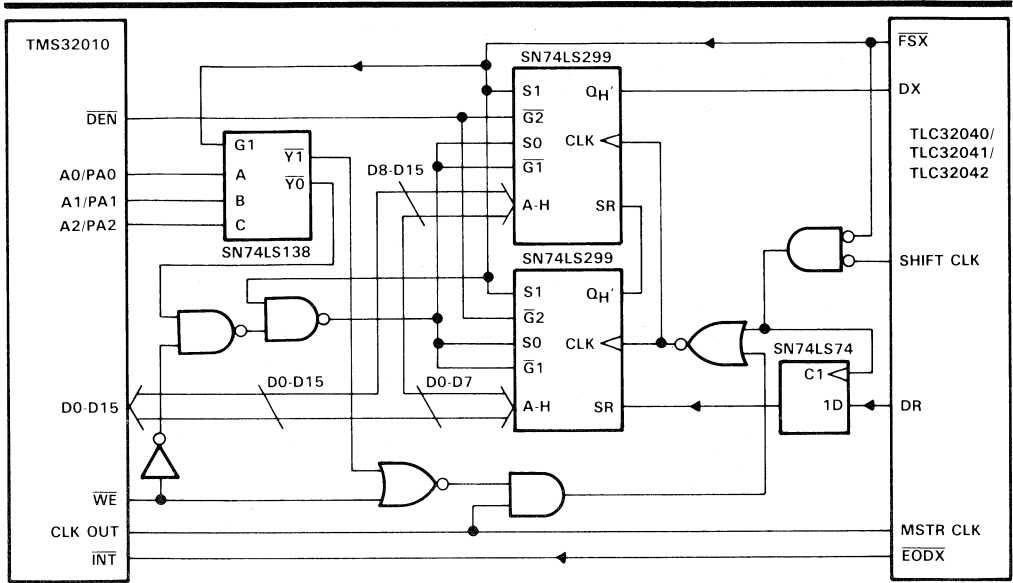 TMS32010
DEN
A0/PA0
A1/PA1
A2/PA2
D0-D15
WE
CLK OUT
INT
G1
A
B
C
Y1
Y0
SN74LS138
D8-D15
D0-D15
D0-D7
SN74LS299
S1
G2
S0
G1
A-H
QH'
CLK
SR
SN74LS299
S1
G2
S0
G1
A-H
QH'
CLK
SR
SN74LS74
C1
1D
FSX
DX
TLC32040/
TLC32041/
TLC32042
SHIFT CLK
DR
MSTR CLK
EODX